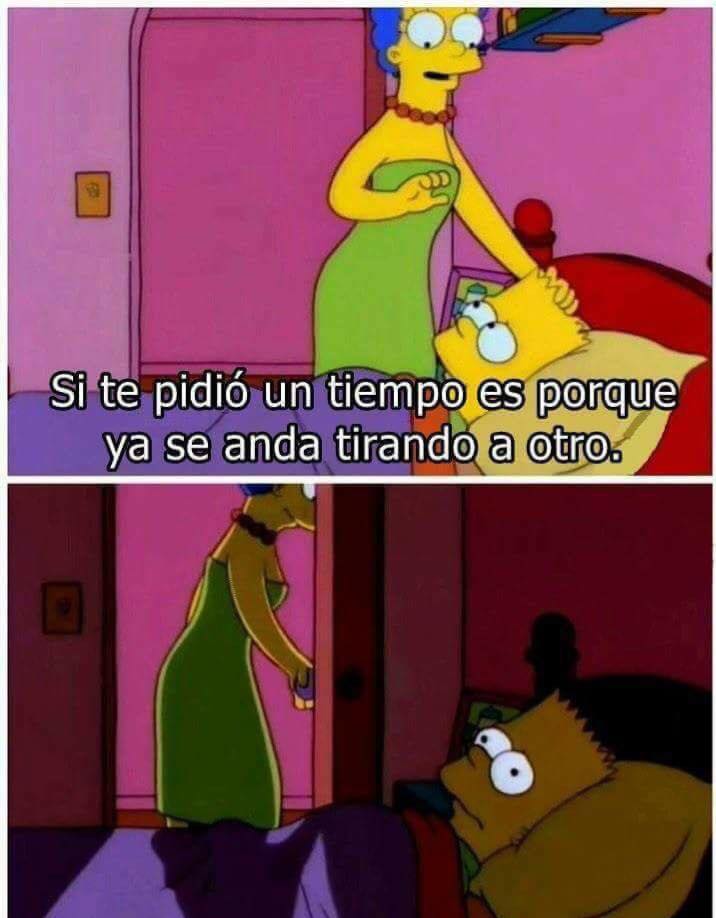 Si te pidió un tiempo es porque
ya se anda tirando a otro.